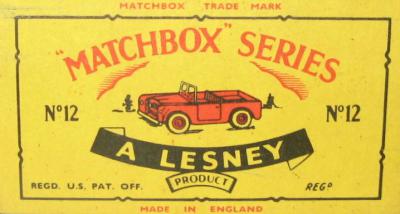 MATCHBOX TRADE MARK
"MATCHBOX" SERIES
Nº12 Nº12
A LESNEY
PRODUCT
REGD. U.S. PAT. OFF. REGᴰ
MADE IN ENGLAND